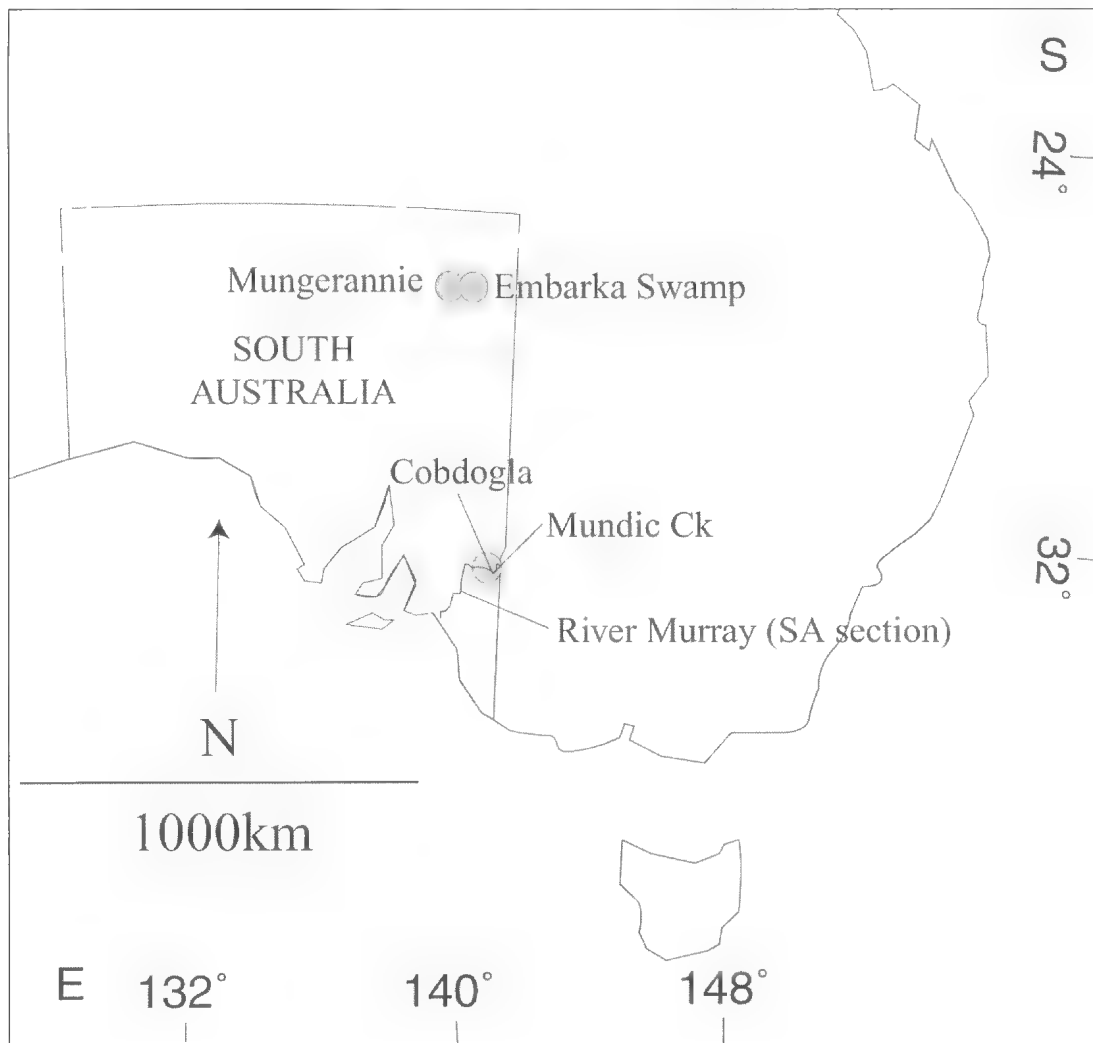 S
24°
Mungerannie
Embarka Swamp
SOUTH
AUSTRALIA
Cobdogla
Mundic Ck
32°
River Murray (SA section)
N
1000km
E
132°
140°
148°